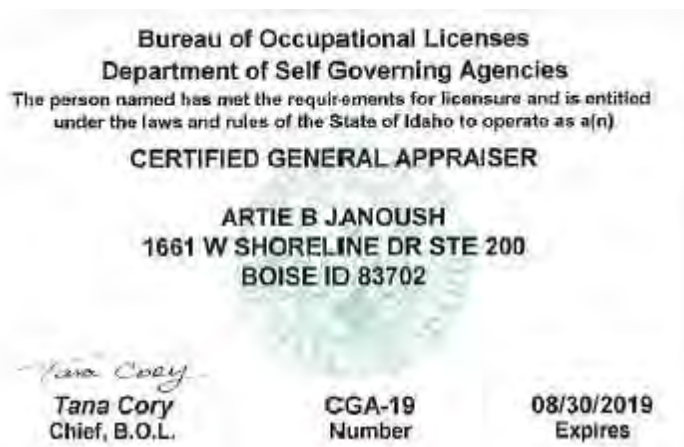 Bureau of Occupational Licenses
Department of Self Governing Agencies
The person named has met the requirements for licensure and is entitled
under the laws and rules of the State of Idaho to operate as a(n)
CERTIFIED GENERAL APPRAISER
ARTIE B JANOUSH
1661 W SHORELINE DR STE 200
BOISE ID 83702
Tana Cory
Tana Cory CGA-19 08/30/2019
Chief, B.O.L. Number Expires